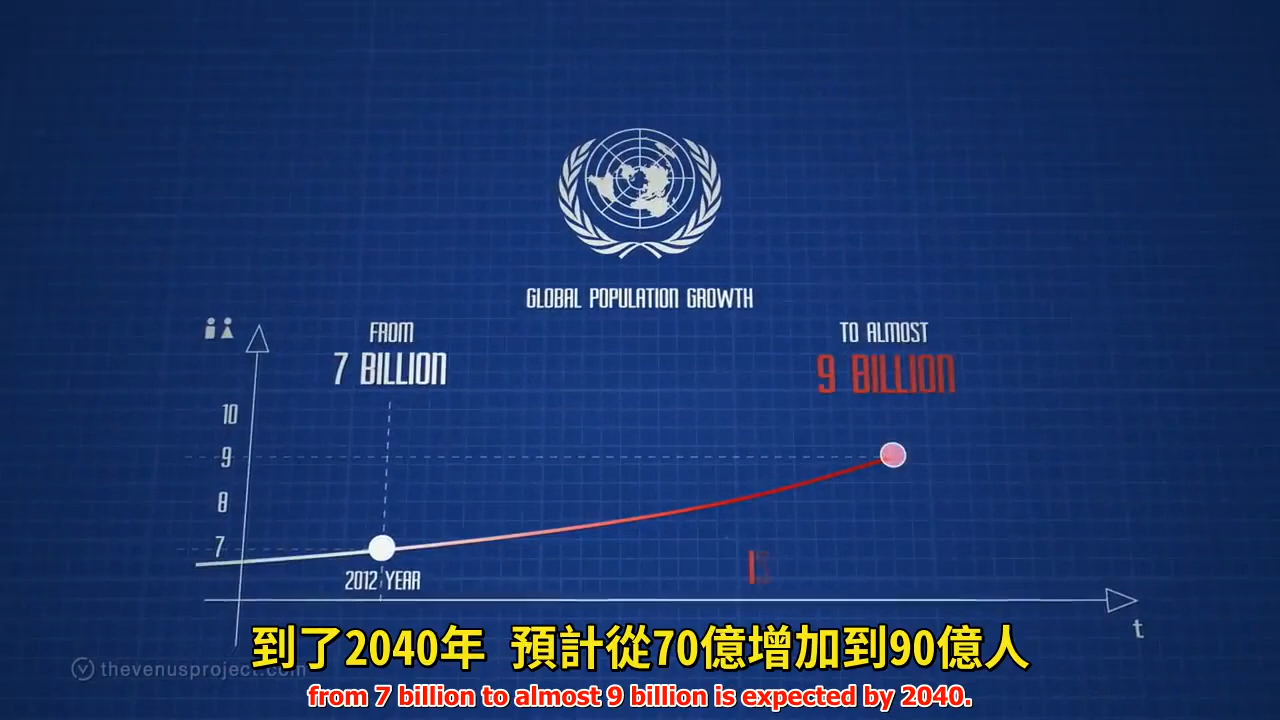 GLOBAL POPULATION GROWTH
FROM
7 BILLION
TO ALMOST
9 BILLION
10
9
8
7
2012 YEAR
t
到了2040年 預計從70億增加到90億人
thevenusproject.com
from 7 billion to almost 9 billion is expected by 2040.